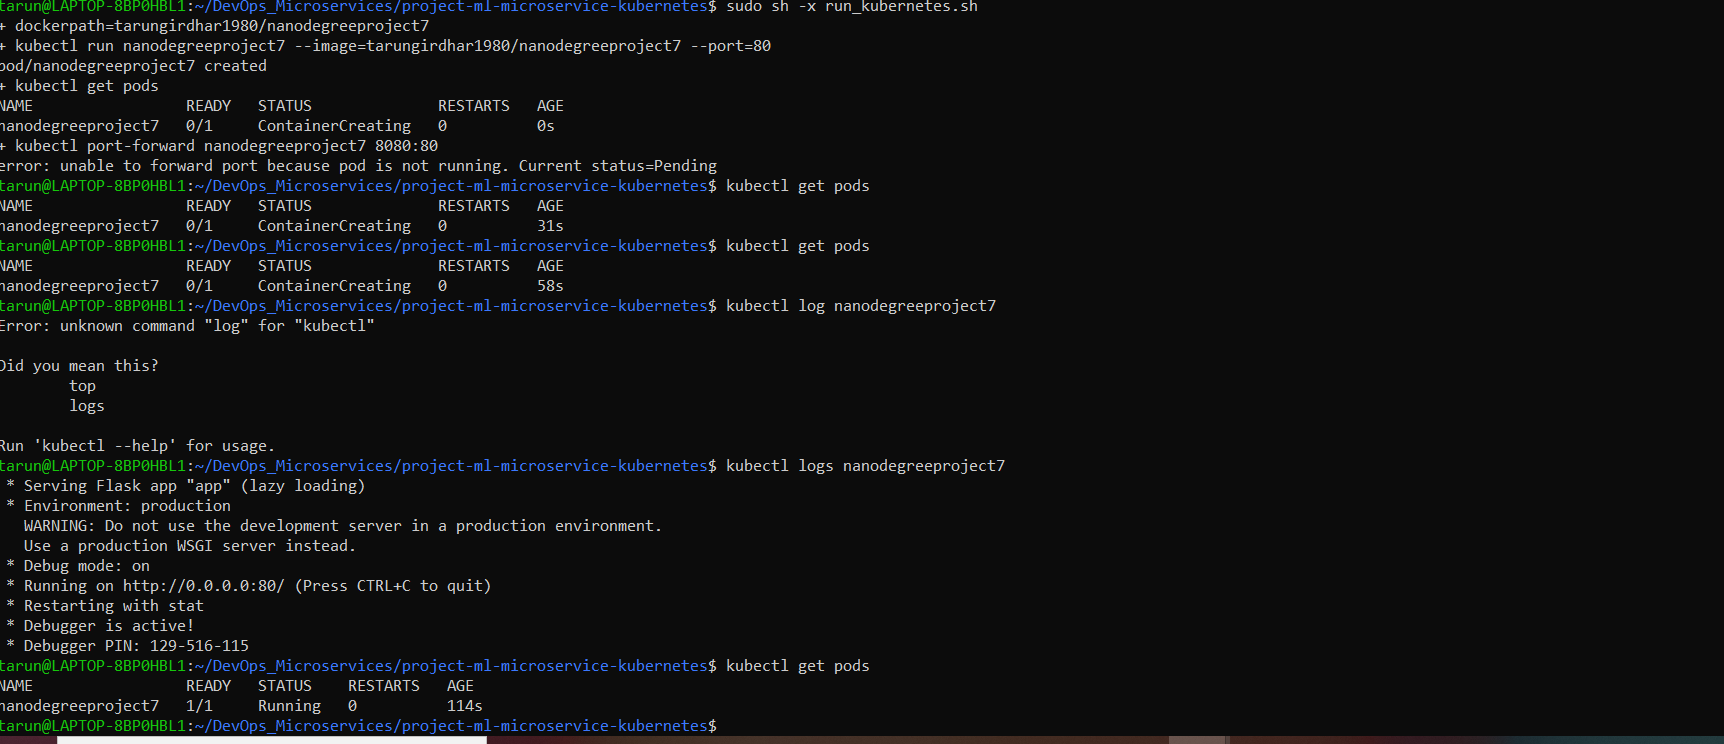 tarun@LAPTOP-8BP0HBL1:~/DevOps_Microservices/project-ml-microservice-kubernetes$ sudo sh -x run_kubernetes.sh
+ dockerpath=tarungirdhar1980/nanodegreeproject7
+ kubectl run nanodegreeproject7 --image=tarungirdhar1980/nanodegreeproject7 --port=80
pod/nanodegreeproject7 created
+ kubectl get pods
NAME READY STATUS RESTARTS AGE
nanodegreeproject7 0/1 ContainerCreating 0 0s
+ kubectl port-forward nanodegreeproject7 8080:80
error: unable to forward port because pod is not running. Current status=Pending
tarun@LAPTOP-8BP0HBL1:~/DevOps_Microservices/project-ml-microservice-kubernetes$ kubectl get pods
NAME READY STATUS RESTARTS AGE
nanodegreeproject7 0/1 ContainerCreating 0 31s
tarun@LAPTOP-8BP0HBL1:~/DevOps_Microservices/project-ml-microservice-kubernetes$ kubectl get pods
NAME READY STATUS RESTARTS AGE
nanodegreeproject7 0/1 ContainerCreating 0 58s
tarun@LAPTOP-8BP0HBL1:~/DevOps_Microservices/project-ml-microservice-kubernetes$ kubectl log nanodegreeproject7
Error: unknown command "log" for "kubectl"
Did you mean this?
top
logs
Run 'kubectl --help' for usage.
tarun@LAPTOP-8BP0HBL1:~/DevOps_Microservices/project-ml-microservice-kubernetes$ kubectl logs nanodegreeproject7
* Serving Flask app "app" (lazy loading)
* Environment: production
WARNING: Do not use the development server in a production environment.
Use a production WSGI server instead.
* Debug mode: on
* Running on http://0.0.0.0:80/ (Press CTRL+C to quit)
* Restarting with stat
* Debugger is active!
* Debugger PIN: 129-516-115
tarun@LAPTOP-8BP0HBL1:~/DevOps_Microservices/project-ml-microservice-kubernetes$ kubectl get pods
NAME READY STATUS RESTARTS AGE
nanodegreeproject7 1/1 Running 0 114s
tarun@LAPTOP-8BP0HBL1:~/DevOps_Microservices/project-ml-microservice-kubernetes$